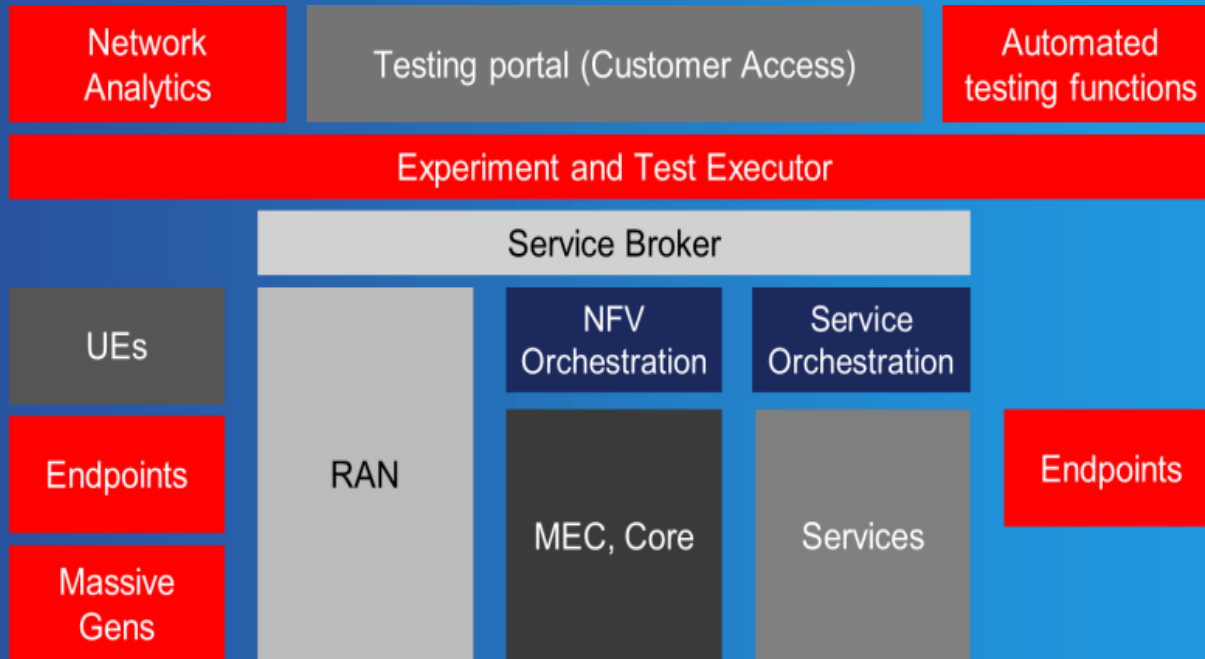 Network
Analytics
Testing portal (Customer Access)
Automated
testing functions
Experiment and Test Executor
Service Broker
UEs
NFV
Orchestration
Service
Orchestration
Endpoints
RAN
MEC, Core
Services
Endpoints
Massive
Gens